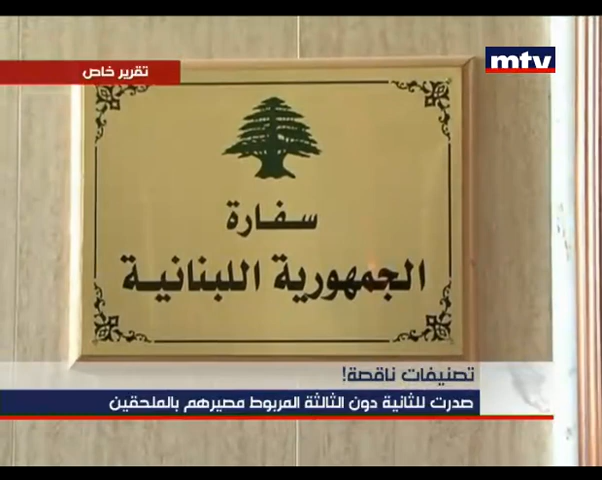 mtv
تقرير خاص
سفارة
الجمهورية اللبنانية
تصنيفات ناقصة!
صدرت للثانية دون الثالثة المربوط مصيرهم بالملحقين